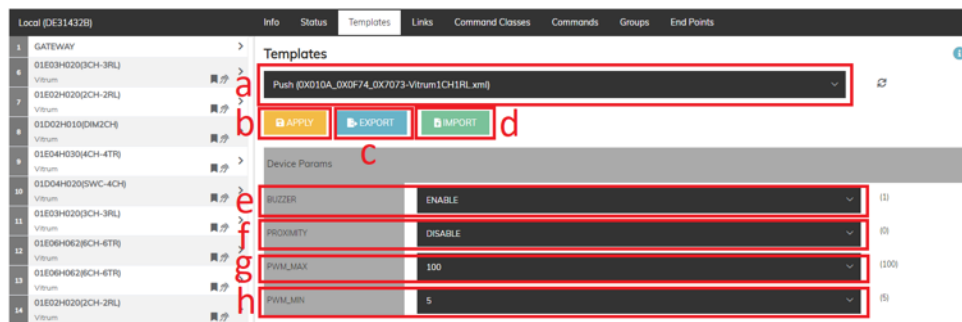 Local (DE31432B)
Info Status Templates Links Command Classes Commands Groups End Points
1 GATEWAY
6 01E03H020(3CH-3RL)
Vitrum
7 01E02H020(2CH-2RL)
Vitrum
8 01D02H010(DIM2CH)
Vitrum
9 01E04H030(4CH-4TR)
Vitrum
10 01D04H020(SWC-4CH)
Vitrum
11 01E03H020(3CH-3RL)
Vitrum
12 01E06H062(6CH-6TR)
Vitrum
13 01E06H062(6CH-6TR)
Vitrum
14 01E02H020(2CH-2RL)
Vitrum
Templates
a Push (0X010A_0X0F74_0X7073-Vitrum1CH1RL.xml)
b APPLY EXPORT IMPORT d
c
Device Params
e BUZZER ENABLE (1)
f PROXIMITY DISABLE (0)
g PWM_MAX 100 (100)
h PWM_MIN 5 (5)